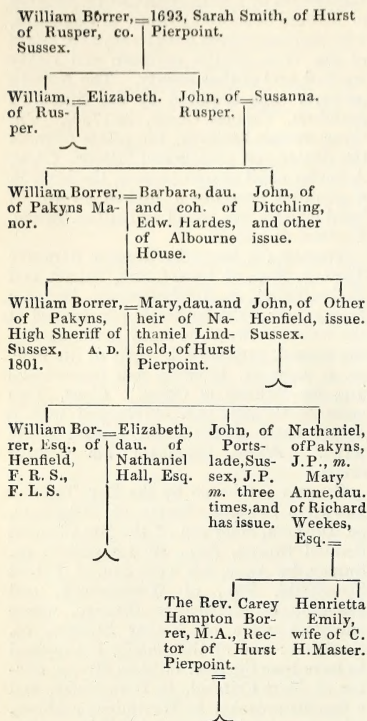 William Borrer,=1693, Sarah Smith, of Hurst
of Rusper, co. Pierpoint.
Sussex.
William,=Elizabeth.
of Rus-
per.
John, of=Susanna.
Rusper.
William Borrer,=Barbara, dau.
of Pakyns Ma- and coh. of
nor. Edw. Hardes,
of Albourne
House.
John, of
Ditchling,
and other
issue.
William Borrer,=Mary,dau.and
of Pakyns, heir of Na-
High Sheriff of thaniel Lind-
Sussex, A. D. field, of Hurst
1801. Pierpoint.
John, of
Henfield,
Sussex.
Other
issue.
William Bor-=Elizabeth,
rer, Esq., of dau. of
Henfield, Nathaniel
F. R. S., Hall, Esq.
F. L. S.
John, of
Ports-
lade,Sus-
sex, J.P.
m. three
times,and
has issue.
Nathaniel,
ofPakyns,
J.P., m.
Mary
Anne,dau.
of Richard
Weekes,
Esq.=
The Rev. Carey
Hampton Bor-
rer, M.A., Rec-
tor of Hurst
Pierpoint.
=
Henrietta
Emily,
wife of C.
H.Master.